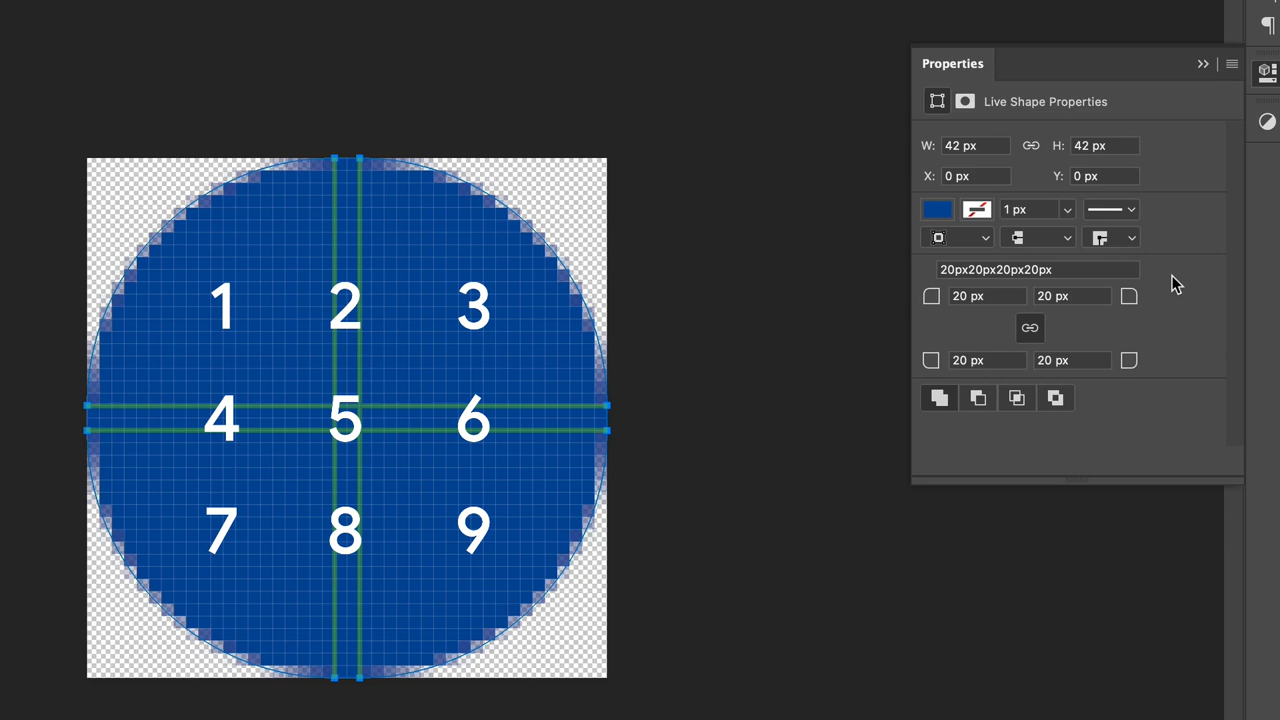 Properties
Live Shape Properties
W: 42 px H: 42 px
X: 0 px Y: 0 px
1 px
20px20px20px20px
20 px 20 px
20 px 20 px
1 2 3
4 5 6
7 8 9